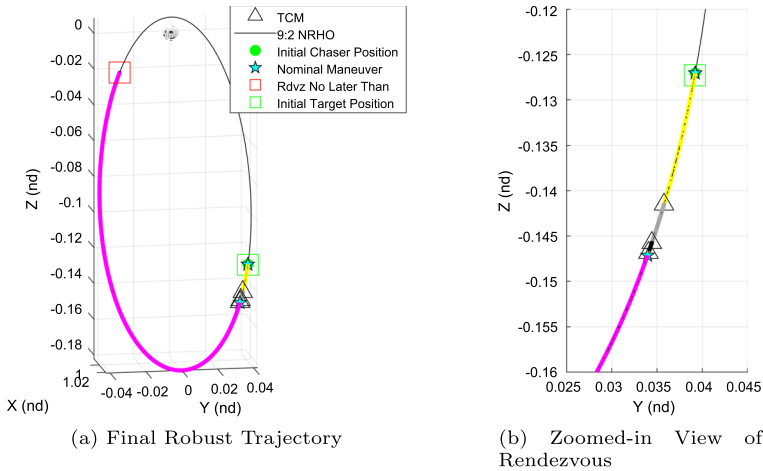 0
-0.02
-0.04
-0.06
-0.08
-0.1
-0.12
-0.14
-0.16
-0.18
Z (nd)
1
1.02
X (nd)
-0.04
-0.02
0
0.02
0.04
Y (nd)
TCM
9:2 NRHO
Initial Chaser Position
Nominal Maneuver
Rdvz No Later Than
Initial Target Position
(a) Final Robust Trajectory
-0.12
-0.125
-0.13
-0.135
-0.14
-0.145
-0.15
-0.155
-0.16
Z (nd)
0.025
0.03
0.035
0.04
0.045
Y (nd)
(b) Zoomed-in View of
Rendezvous